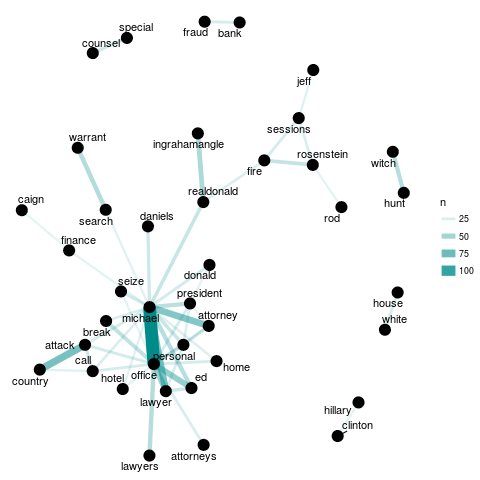 special
counsel
fraud
bank
jeff
sessions
warrant
ingrahamangle
rosenstein
witch
fire
realdonald
hunt
n
caign
search
daniels
rod
25
finance
50
donald
75
seize
president
100
house
michael
attorney
white
break
attack
personal
call
office
home
country
hotel
ed
lawyer
hillary
clinton
attorneys
lawyers